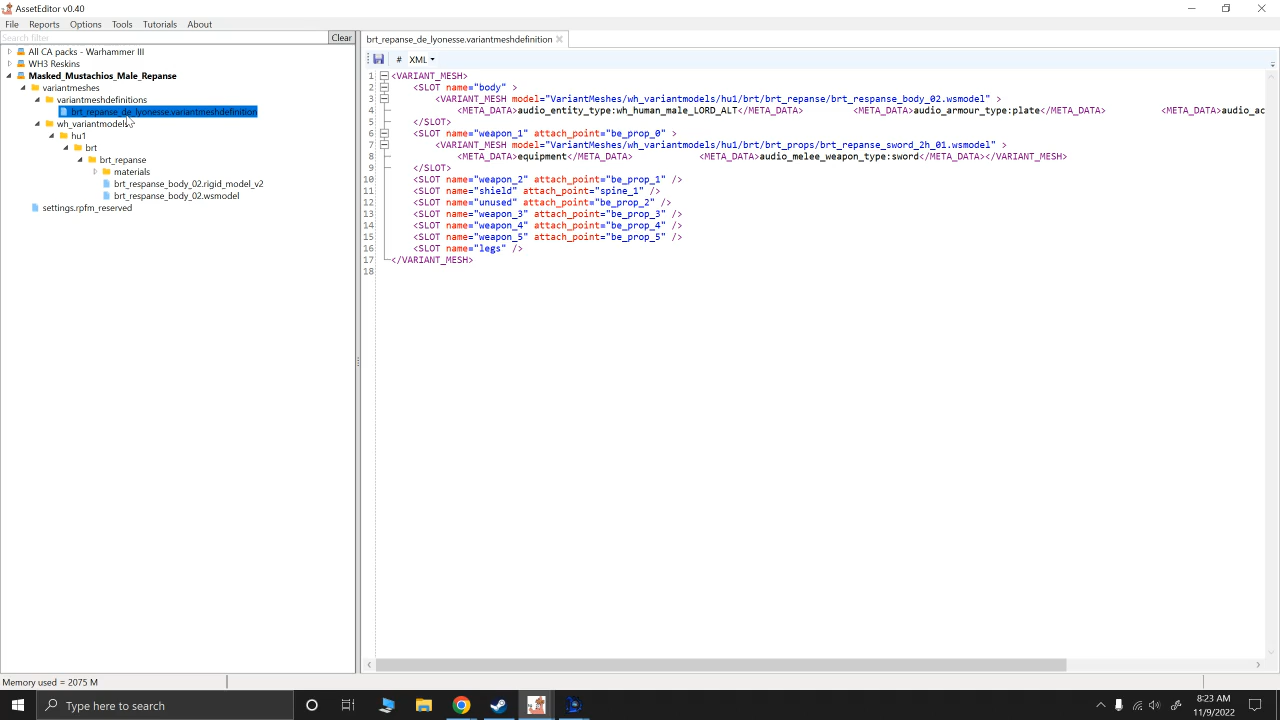 AssetEditor v0.40
File Reports Options Tools Tutorials About
Search filter Clear
All CA packs - Warhammer III
WH3 Reskins
Masked_Mustachios_Male_Repanse
variantmeshes
variantmeshdefinitions
brt_repanse_de_lyonesse.variantmeshdefinition
wh_variantmodels
hu1
brt
brt_repanse
materials
brt_respanse_body_02.rigid_model_v2
brt_respanse_body_02.wsmodel
settings.rpfm_reserved
brt_repanse_de_lyonesse.variantmeshdefinition
# XML
1 <VARIANT_MESH>
2 <SLOT name="body" >
3 <VARIANT_MESH model="VariantMeshes/wh_variantmodels/hu1/brt/brt_repanse/brt_respanse_body_02.wsmodel" >
4 <META_DATA>audio_entity_type:wh_human_male_LORD_ALT</META_DATA> <META_DATA>audio_armour_type:plate</META_DATA> <META_DATA>audio_ac
5 </SLOT>
6 <SLOT name="weapon_1" attach_point="be_prop_0" >
7 <VARIANT_MESH model="VariantMeshes/wh_variantmodels/hu1/brt/brt_props/brt_repanse_sword_2h_01.wsmodel" >
8 <META_DATA>equipment</META_DATA> <META_DATA>audio_melee_weapon_type:sword</META_DATA></VARIANT_MESH>
9 </SLOT>
10 <SLOT name="weapon_2" attach_point="be_prop_1" />
11 <SLOT name="shield" attach_point="spine_1" />
12 <SLOT name="unused" attach_point="be_prop_2" />
13 <SLOT name="weapon_3" attach_point="be_prop_3" />
14 <SLOT name="weapon_4" attach_point="be_prop_4" />
15 <SLOT name="weapon_5" attach_point="be_prop_5" />
16 <SLOT name="legs" />
17 </VARIANT_MESH>
18
Memory used = 2075 M
Type here to search
8:23 AM
11/9/2022